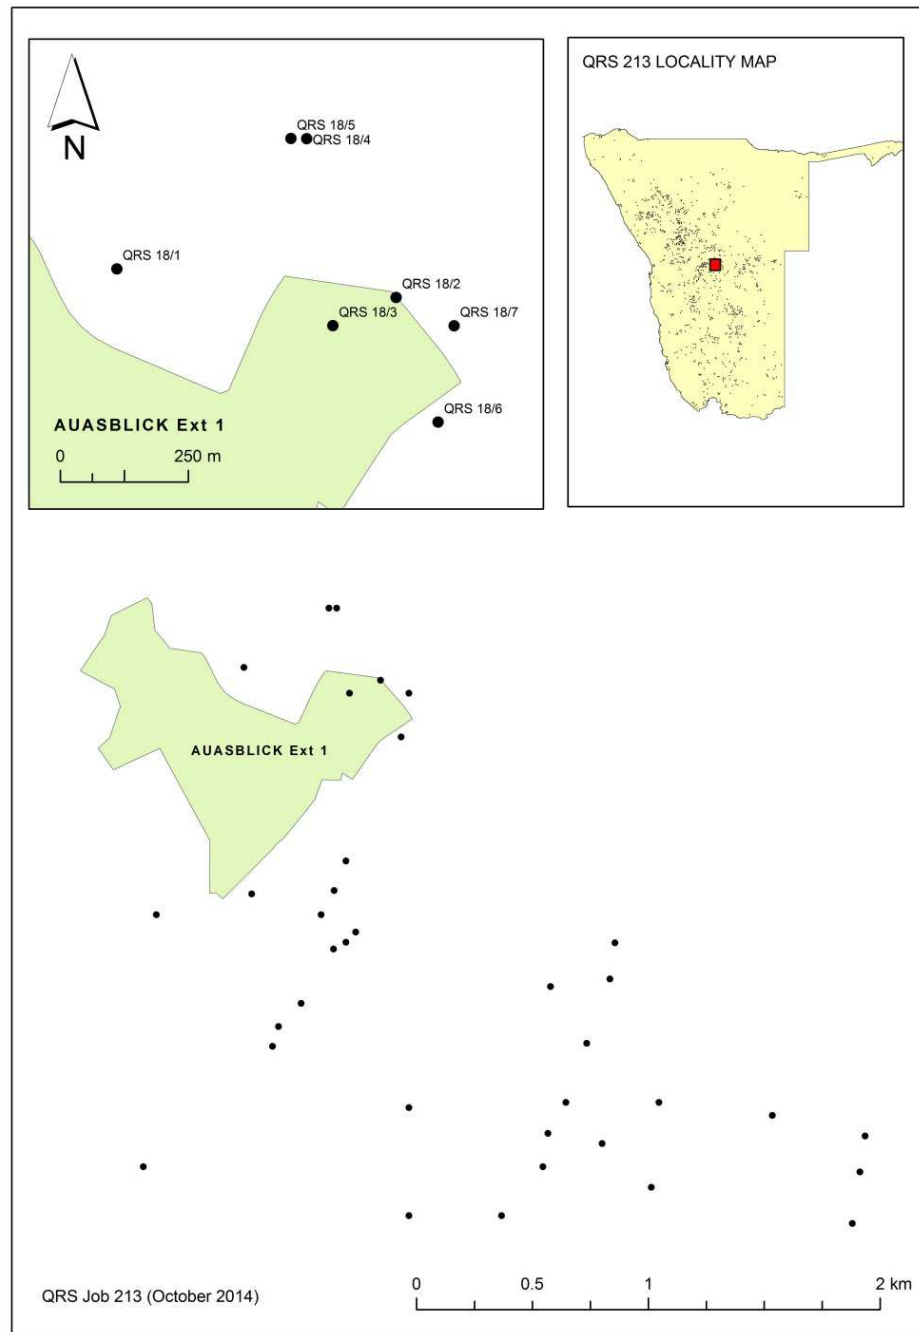 N
QRS 18/5
QRS 18/4
QRS 18/1
QRS 18/2
QRS 18/3
QRS 18/7
QRS 18/6
AUASBLICK Ext 1
0 250 m
QRS 213 LOCALITY MAP
AUASBLICK Ext 1
QRS Job 213 (October 2014)
0 0.5 1 2 km